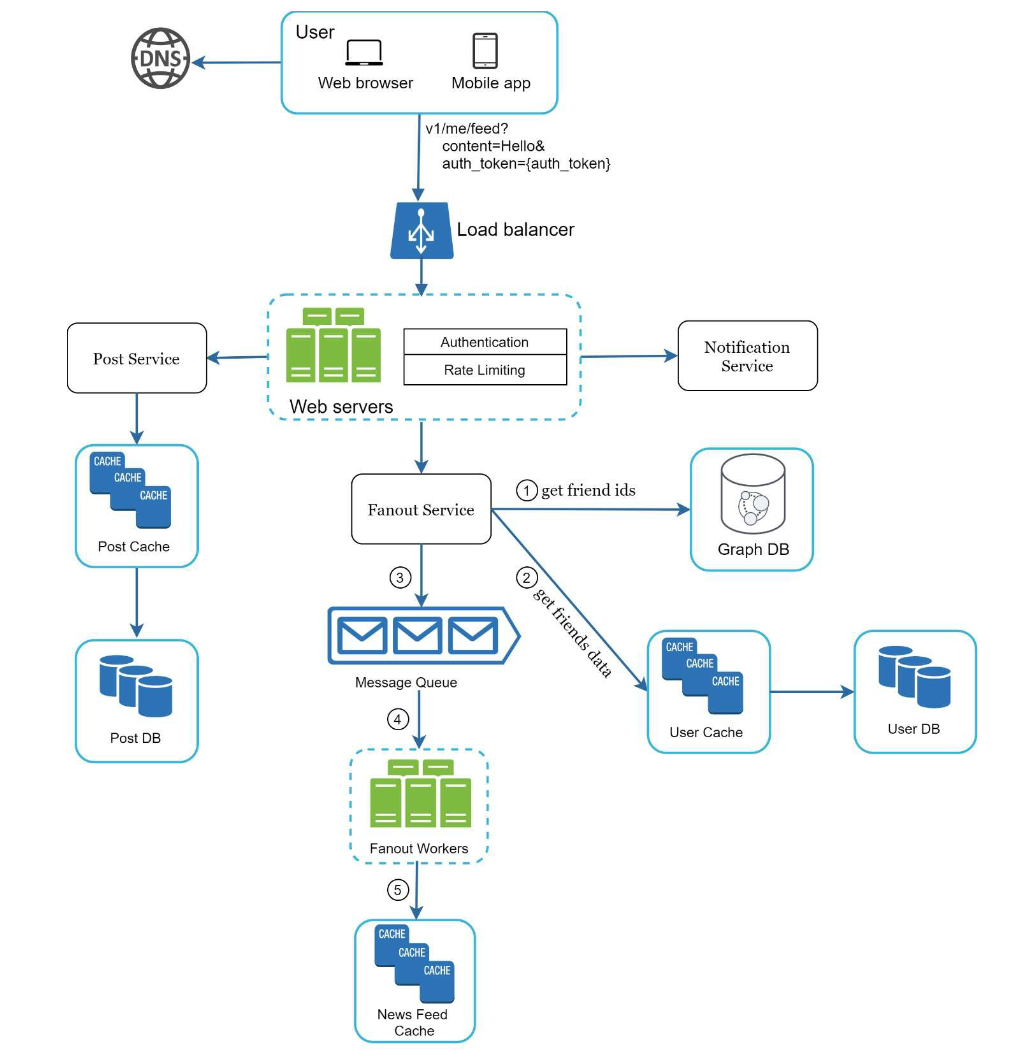 User
DNS
Web browser
Mobile app
v1/me/feed?
content=Hello&
auth_token={auth_token}
Load balancer
Post Service
Authentication
Rate Limiting
Web servers
Notification
Service
CACHE
CACHE
CACHE
Post Cache
Fanout Service
1 get friend ids
Graph DB
2 get friends data
3
Message Queue
CACHE
CACHE
CACHE
User Cache
User DB
Post DB
4
Fanout Workers
5
CACHE
CACHE
CACHE
News Feed
Cache